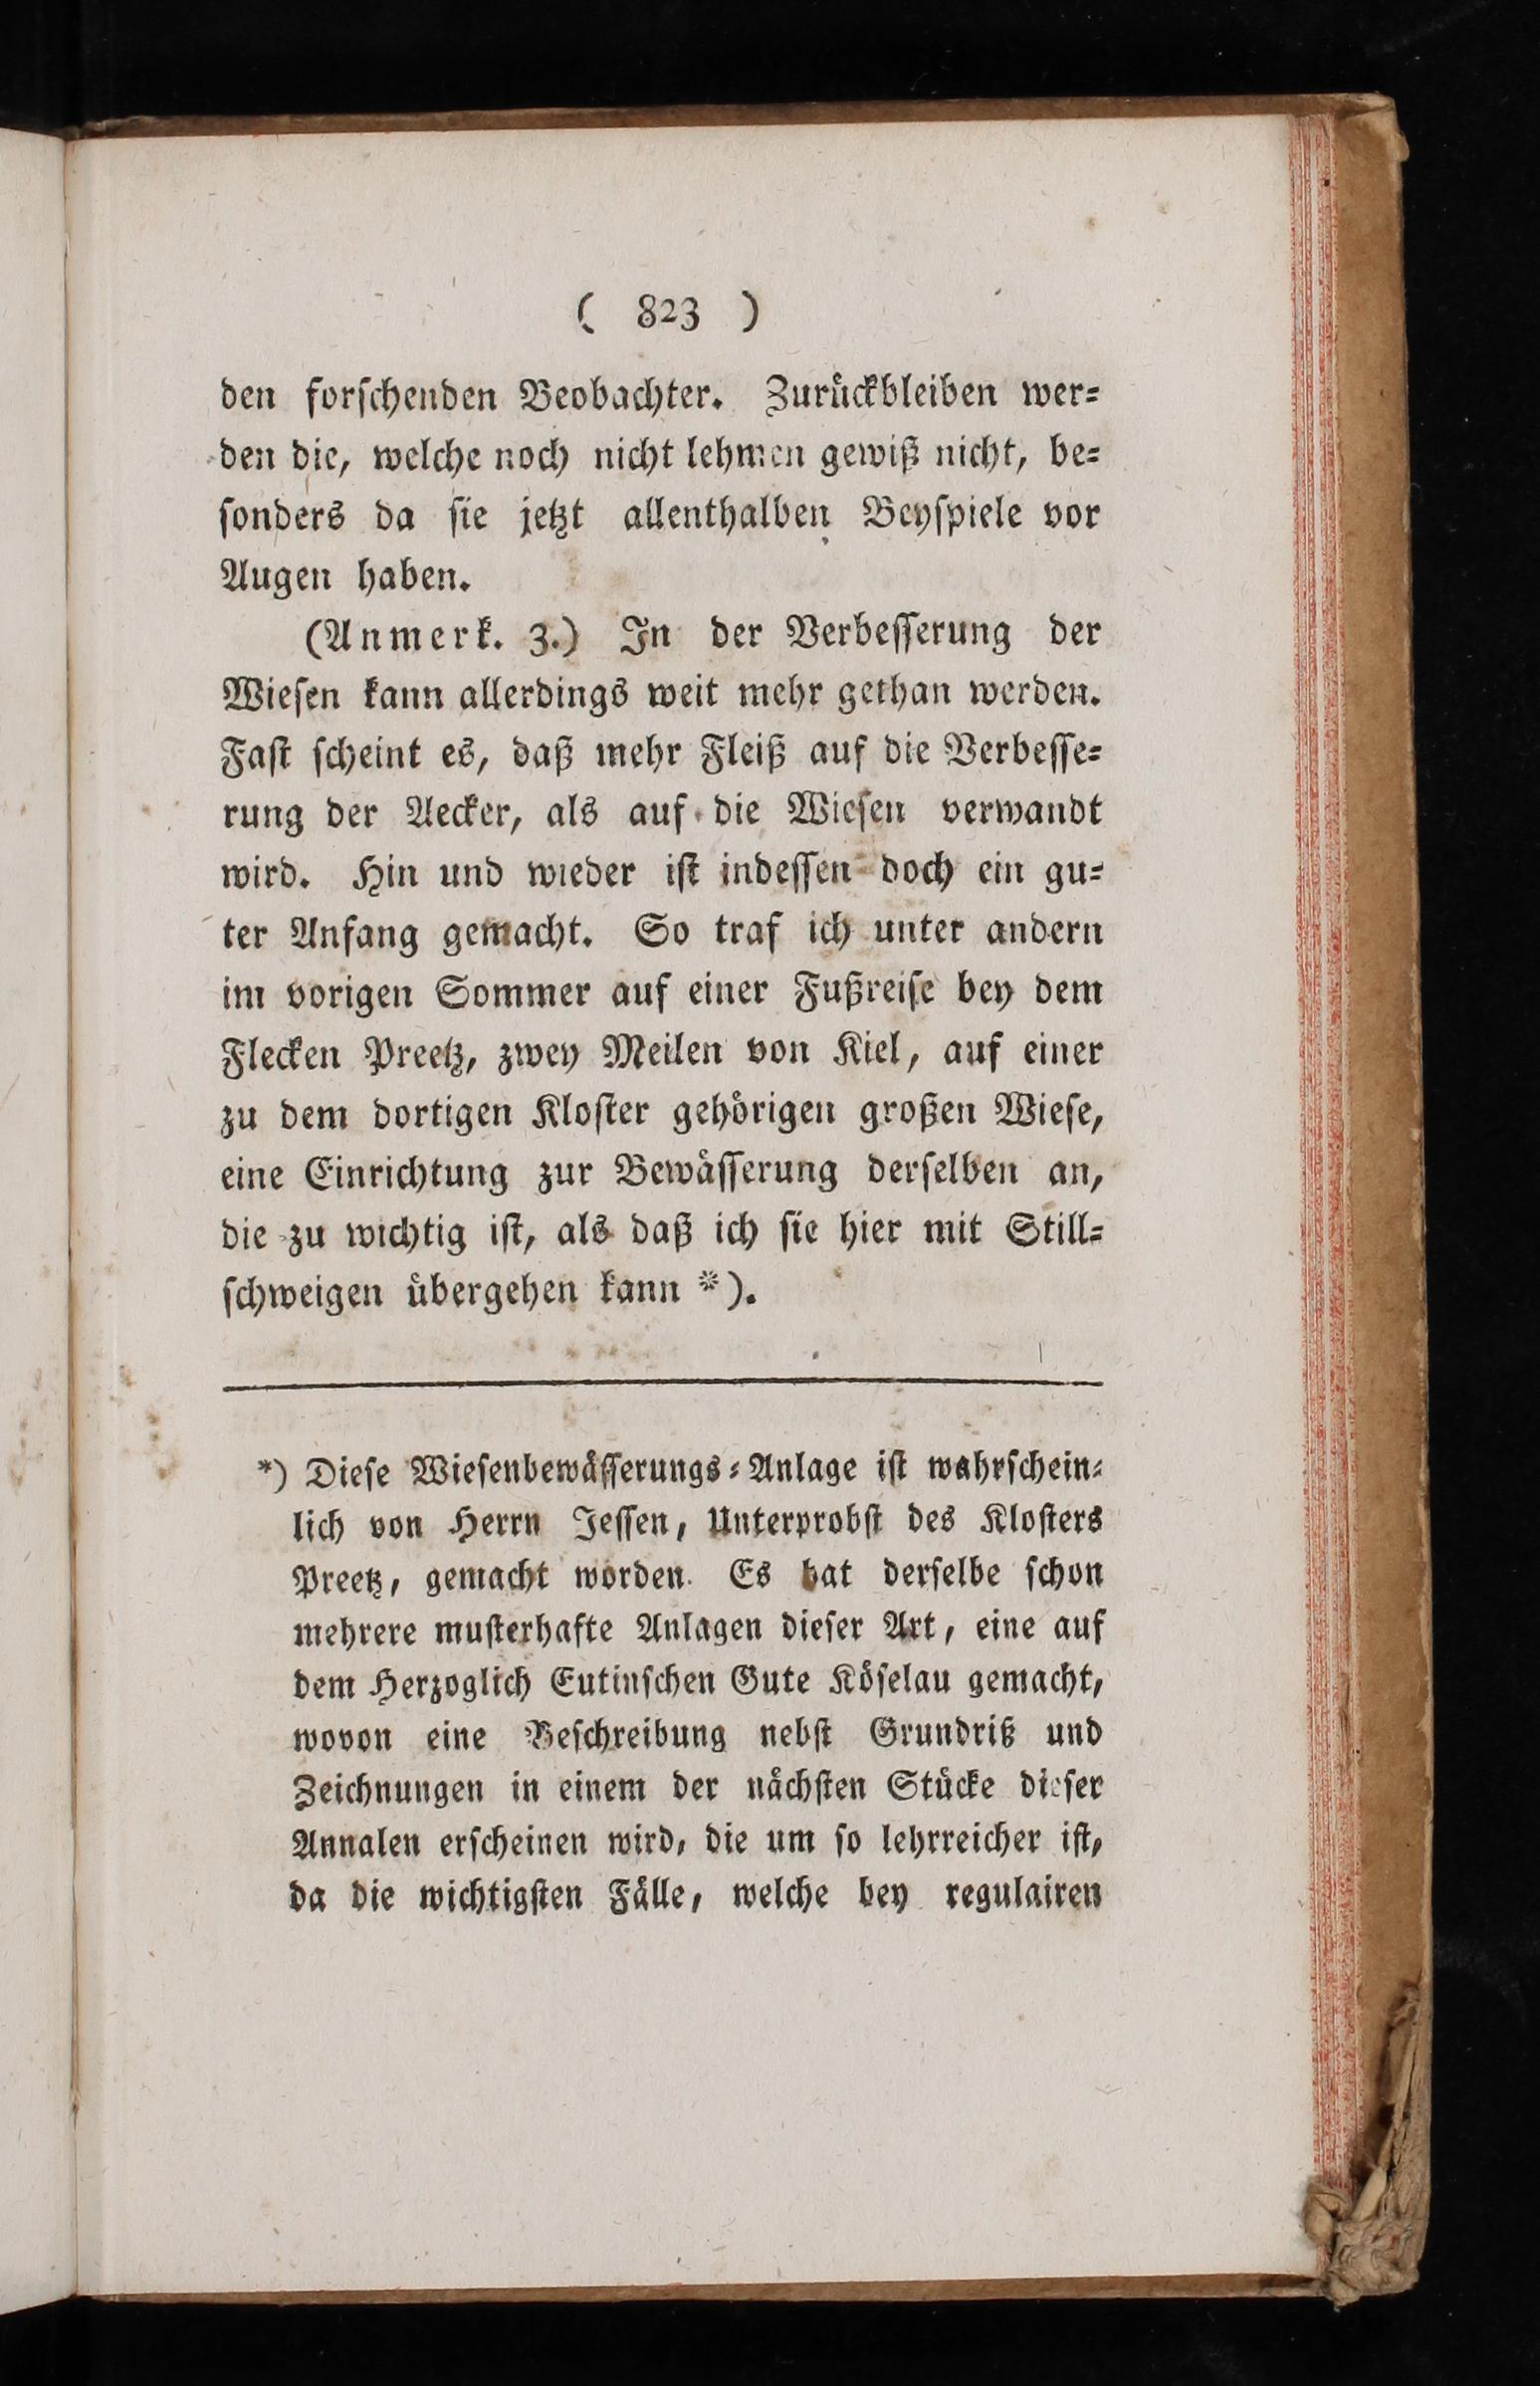 ( 823 )
den forschenden Beobachter. Zurückbleiben wer-
den die, welche noch nicht lehmen gewiß nicht, be-
sonders da sie jetzt allenthalben Beyspiele vor
Augen haben.
(Anmerk. 3.) In der Verbesserung der
Wiesen kann allerdings weit mehr gethan werden.
Fast scheint es, daß mehr Fleiß auf die Verbesse-
rung der Aecker, als auf die Wiesen verwandt
wird. Hin und wieder ist indessen doch ein gu-
ter Anfang gemacht. So traf ich unter andern
im vorigen Sommer auf einer Fußreise bey dem
Flecken Preetz, zwey Meilen von Kiel, auf einer
zu dem dortigen Kloster gehörigen großen Wiese,
eine Einrichtung zur Bewässerung derselben an,
die zu wichtig ist, als daß ich sie hier mit Still-
schweigen übergehen kann *).
*) Diese Wiesenbewässerungs-Anlage ist wahrschein-
lich von Herrn Jessen, Unterprobst des Klosters
Preetz, gemacht worden. Es hat derselbe schon
mehrere musterhafte Anlagen dieser Art, eine auf
dem Herzoglich Eutinschen Gute Köselau gemacht,
wovon eine Beschreibung nebst Grundriß und
Zeichnungen in einem der nächsten Stücke dieser
Annalen erscheinen wird, die um so lehrreicher ist,
da die wichtigsten Fälle, welche bey regulairen